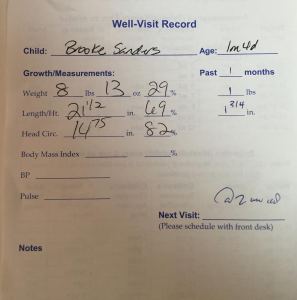 Well-Visit Record
Child: Brooke Sanders Age: 1m4d
Growth/Measurements: Past 1 months
Weight 8 lbs 13 oz 29 % 1 lbs
Length/Ht. 21 1/2 in. 69 % 1 3/4 in.
Head Circ. 14.75 in. 82 %
Body Mass Index %
BP
Pulse
Next Visit:
(Please schedule with front desk)
Notes